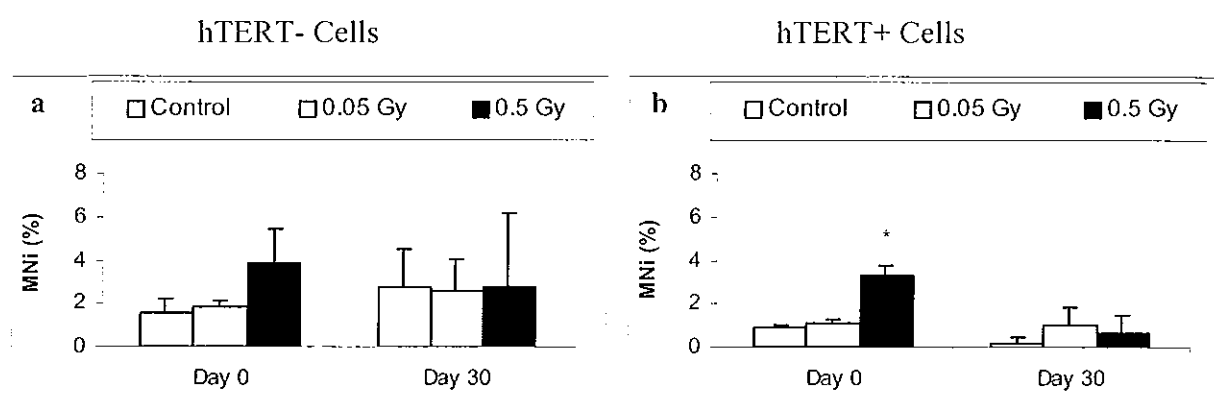 hTERT- Cells
hTERT+ Cells
a
Control 0.05 Gy 0.5 Gy
MNi (%)
8
6
4
2
0
Day 0 Day 30
b
Control 0.05 Gy 0.5 Gy
MNi (%)
8
6
4
2
0
*
Day 0 Day 30